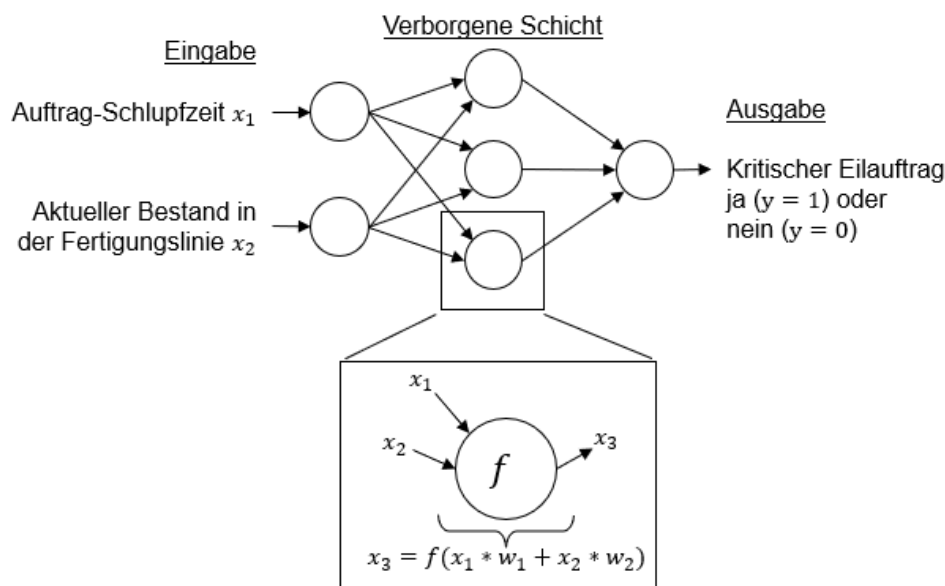 Verborgene Schicht
Eingabe
Auftrag-Schlupfzeit x₁
Aktueller Bestand in
der Fertigungslinie x₂
Ausgabe
Kritischer Eilauftrag
ja (y = 1) oder
nein (y = 0)
x₁
x₂
f
x₃
x₃ = f(x₁ * w₁ + x₂ * w₂)